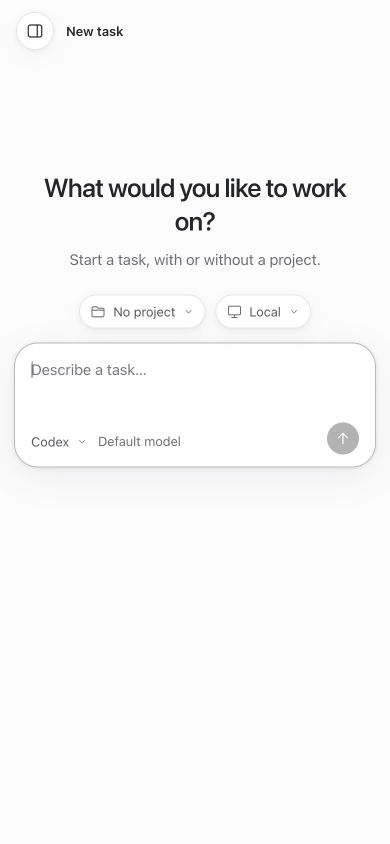 New task
What would you like to work
on?
Start a task, with or without a project.
No project
Local
Describe a task...
Codex
Default model